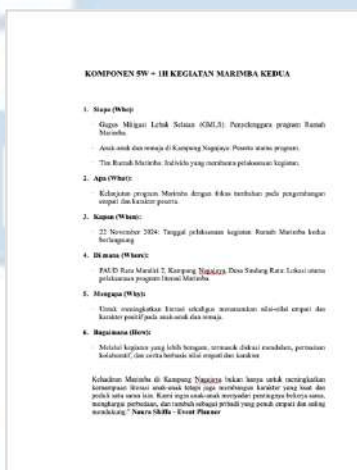 KOMPONEN 5W + 1H KEGIATAN MARIMBA KEDUA
1. Siapa (Who):
Gugus Mitigasi Lebak Selatan (GMLS): Penyelenggara program Rumah
Marimba.
Anak-anak dan remaja di Kampung Nagajaya: Peserta utama program.
Tim Rumah Marimba: Individu yang membantu pelaksanaan kegiatan.
2. Apa (What):
Kelanjutan program Marimba dengan fokus tambahan pada pengembangan
empati dan karakter peserta.
3. Kapan (When):
22 November 2024: Tanggal pelaksanaan kegiatan Rumah Marimba kedua
berlangsung.
4. Di mana (Where):
PAUD Rata Mandiri 2, Kampung Nagajaya, Desa Sindang Ratu: Lokasi utama
pelaksanaan program literasi Marimba.
5. Mengapa (Why):
Untuk meningkatkan literasi sekaligus menanamkan nilai-nilai empati dan
karakter positif pada anak-anak dan remaja.
6. Bagaimana (How):
Melalui kegiatan yang lebih beragam, termasuk diskusi mendalam, permainan
kolaboratif, dan cerita berbasis nilai empati dan karakter.
Kehadiran Marimba di Kampung Nagajaya bukan hanya untuk meningkatkan
kemampuan literasi anak-anak tetapi juga membangun karakter yang kuat dan
peduli satu sama lain. Kami ingin anak-anak menyadari pentingnya bekerja sama,
menghargai perbedaan, dan tumbuh sebagai pribadi yang penuh empati dan saling
mendukung." Naura Shifa - Event Planner